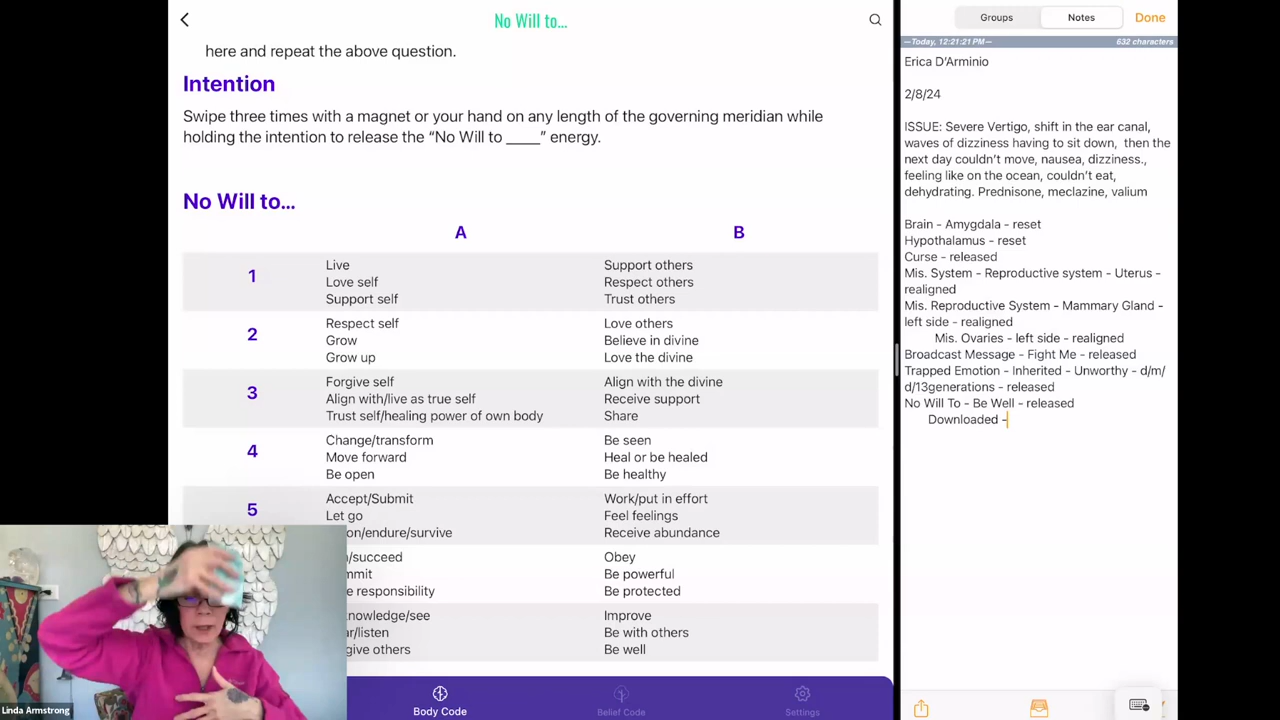 No Will to...
here and repeat the above question.
Intention
Swipe three times with a magnet or your hand on any length of the governing meridian while
holding the intention to release the “No Will to ____” energy.
No Will to...
A
B
1
Live
Love self
Support self
Support others
Respect others
Trust others
2
Respect self
Grow
Grow up
Love others
Believe in divine
Love the divine
3
Forgive self
Align with/live as true self
Trust self/healing power of own body
Align with the divine
Receive support
Share
4
Change/transform
Move forward
Be open
Be seen
Heal or be healed
Be healthy
5
Accept/Submit
Let go
on/endure/survive
Work/put in effort
Feel feelings
Receive abundance
/succeed
mmit
e responsibility
Obey
Be powerful
Be protected
knowledge/see
ar/listen
give others
Improve
Be with others
Be well
Body Code
Belief Code
Settings
Linda Armstrong
Groups
Notes
Done
—Today, 12:21:21 PM—
632 characters
Erica D'Arminio
2/8/24
ISSUE: Severe Vertigo, shift in the ear canal,
waves of dizziness having to sit down, then the
next day couldn't move, nausea, dizziness.,
feeling like on the ocean, couldn't eat,
dehydrating. Prednisone, meclazine, valium
Brain - Amygdala - reset
Hypothalamus - reset
Curse - released
Mis. System - Reproductive system - Uterus -
realigned
Mis. Reproductive System - Mammary Gland -
left side - realigned
Mis. Ovaries - left side - realigned
Broadcast Message - Fight Me - released
Trapped Emotion - Inherited - Unworthy - d/m/
d/13generations - released
No Will To - Be Well - released
Downloaded -